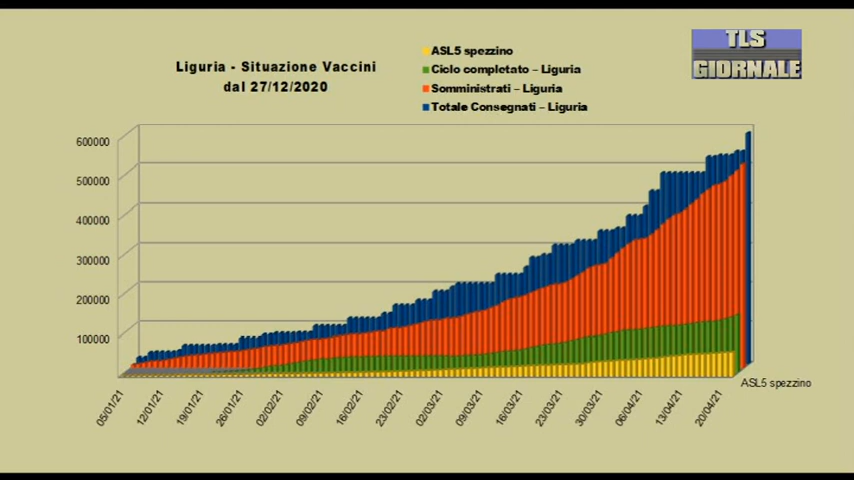 TLS
GIORNALE
Liguria - Situazione Vaccini
dal 27/12/2020
ASL5 spezzino
Ciclo completato – Liguria
Somministrati – Liguria
Totale Consegnati – Liguria
600000
500000
400000
300000
200000
100000
ASL5 spezzino
05/01/21
12/01/21
19/01/21
26/01/21
02/02/21
09/02/21
16/02/21
23/02/21
02/03/21
09/03/21
16/03/21
23/03/21
30/03/21
06/04/21
13/04/21
20/04/21